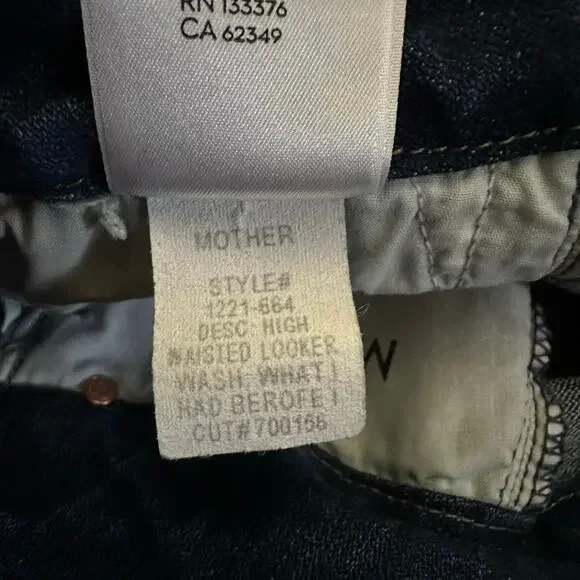 RN 133376
CA 62349
MOTHER
STYLE#
1221-664
DESC: HIGH
WAISTED LOOKER
WASH: WHAT I
HAD BEROFE I
CUT# 700156
M